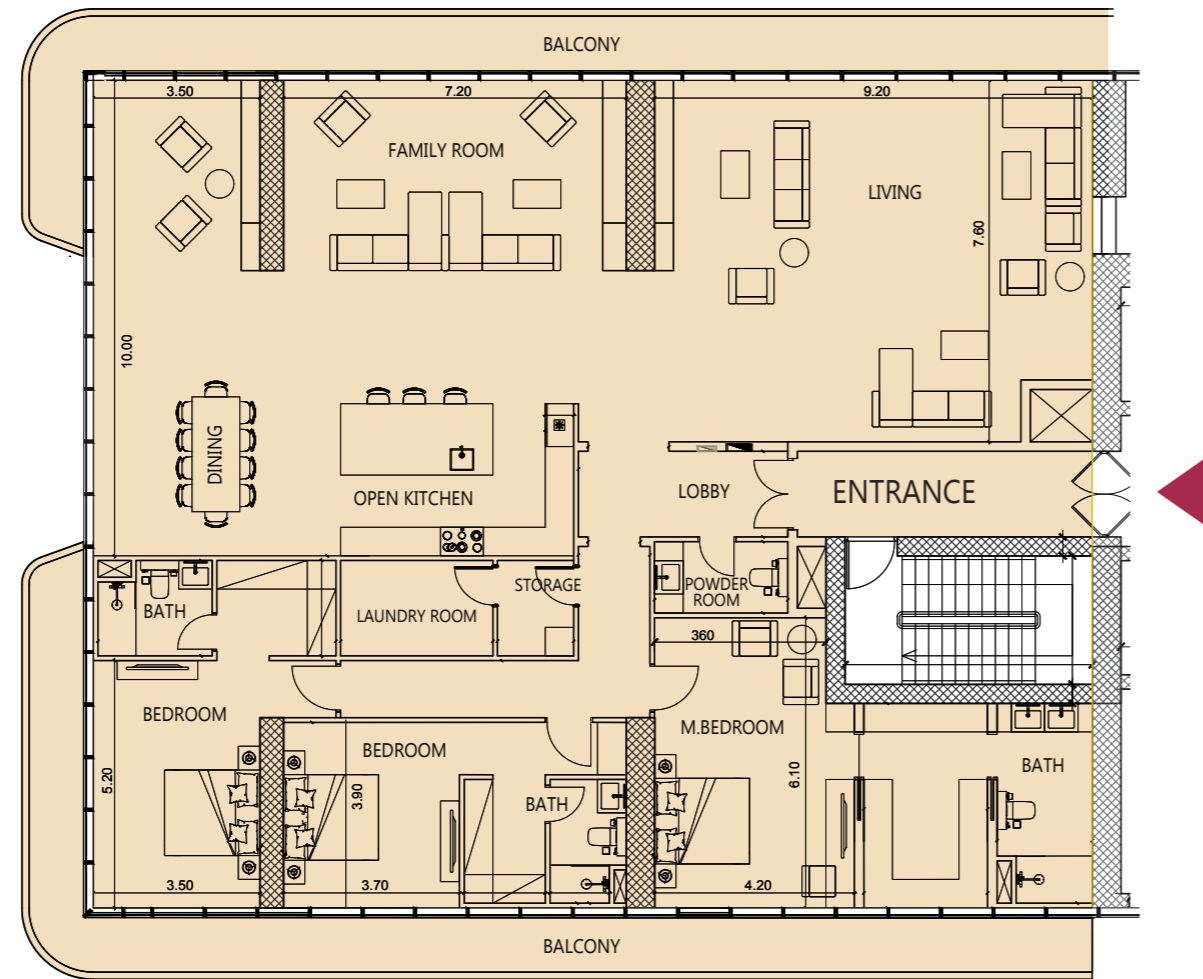 BALCONY
3.50
7.20
9.20
FAMILY ROOM
LIVING
7.60
10.00
DINING
OPEN KITCHEN
LOBBY
ENTRANCE
BATH
LAUNDRY ROOM
STORAGE
POWDER
ROOM
360
BEDROOM
BEDROOM
M.BEDROOM
BATH
5.20
3.90
BATH
6.10
3.50
3.70
4.20
BALCONY